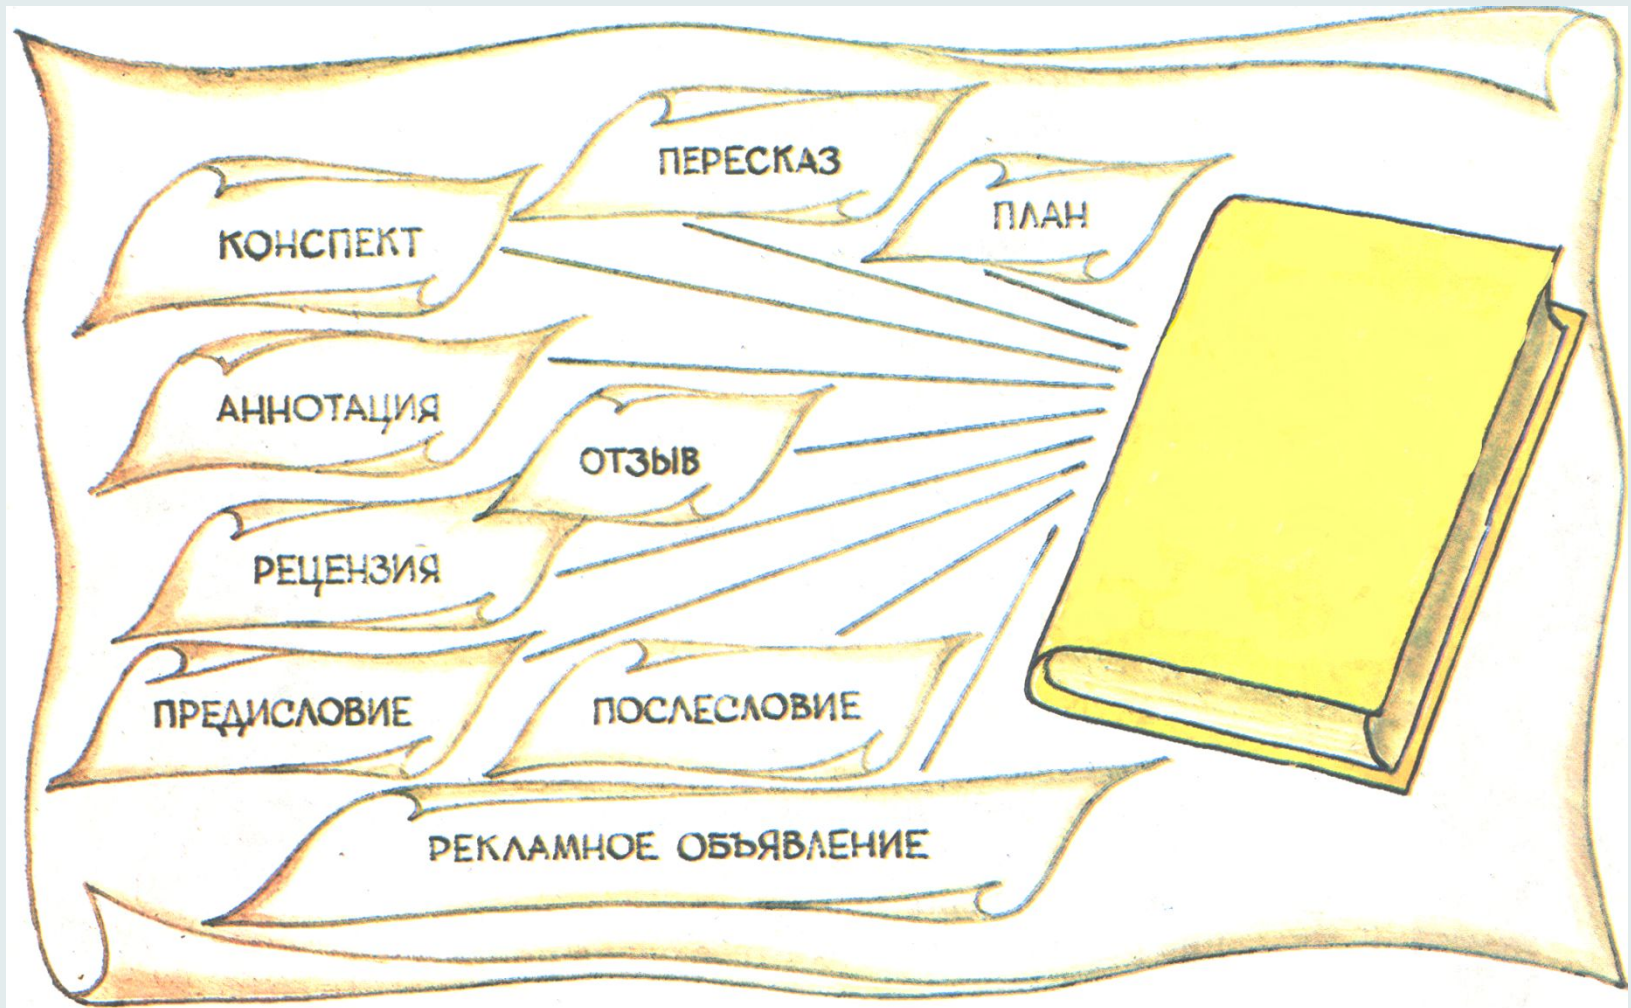 ПЕРЕСКАЗ
ПЛАН
КОНСПЕКТ
АННОТАЦИЯ
ОТЗЫВ
РЕЦЕНЗИЯ
ПРЕДИСЛОВИЕ
ПОСЛЕСЛОВИЕ
РЕКЛАМНОЕ ОБЪЯВЛЕНИЕ